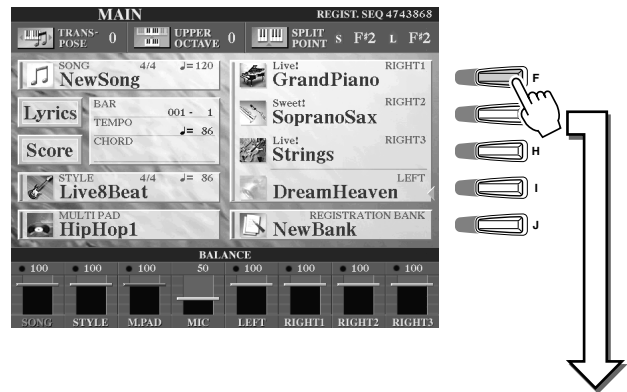 MAIN
REGIST. SEQ 4743868
TRANS-
POSE 0
UPPER
OCTAVE 0
SPLIT
POINT S F#2 L F#2
SONG 4/4 ♩=120
NewSong
Lyrics
Score
BAR 001 - 1
TEMPO ♩= 86
CHORD
STYLE 4/4 ♩= 86
Live8Beat
MULTI PAD
HipHop1
Live! RIGHT1
GrandPiano
Sweet! RIGHT2
SopranoSax
Live! RIGHT3
Strings
LEFT
DreamHeaven
REGISTRATION BANK
NewBank
F
H
I
J
BALANCE
100 100 100 50 100 100 100 100
SONG STYLE M.PAD MIC LEFT RIGHT1 RIGHT2 RIGHT3